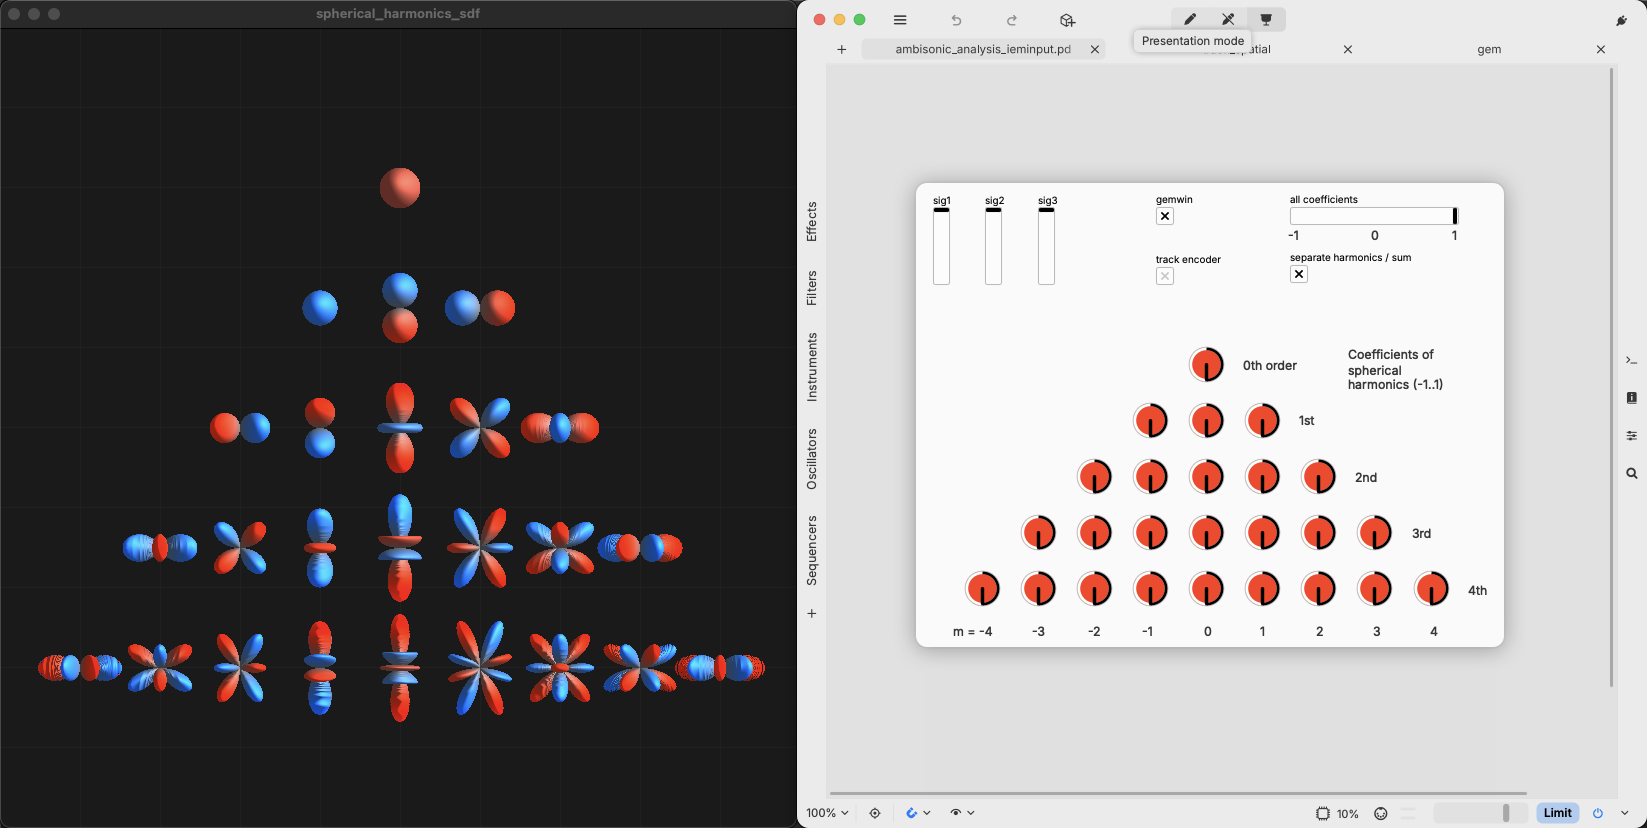 spherical_harmonics_sdf
ambisonic_analysis_ieminput.pd
Presentation mode
gem
Effects
Filters
Instruments
Oscillators
Sequencers
sig1
sig2
sig3
gemwin
all coefficients
-1
0
1
track encoder
separate harmonics / sum
0th order
Coefficients of
spherical
harmonics (-1..1)
1st
2nd
3rd
4th
m = -4
-3
-2
-1
0
1
2
3
4
100%
10%
Limit